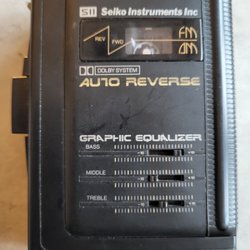 SII Seiko Instruments Inc
REV FWD FM
AM
DOLBY SYSTEM
AUTO REVERSE
GRAPHIC EQUALIZER
BASS
MIDDLE
TREBLE